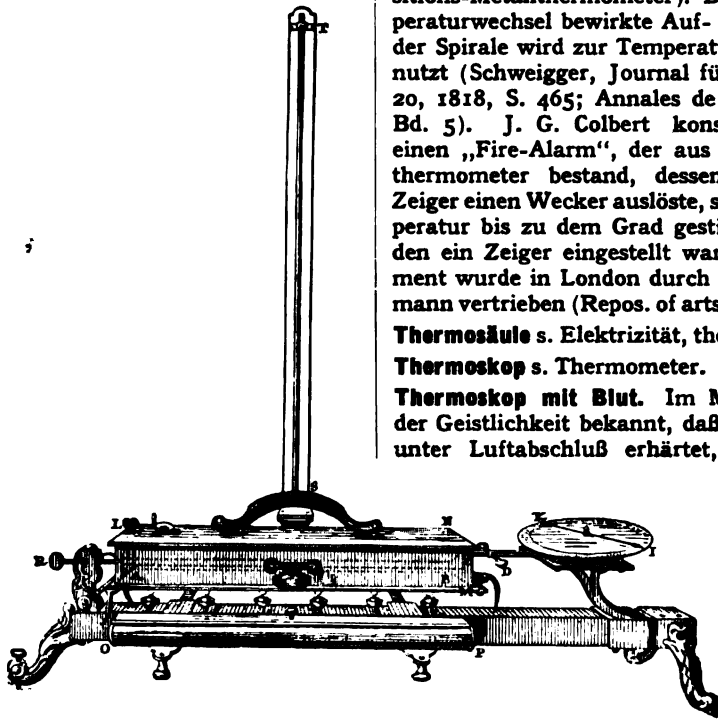 sitions-Metallthermometer). D
peraturwechsel bewirkte Auf-
der Spirale wird zur Temperat
nutzt (Schweigger, Journal fü
20, 1818, S. 465; Annales de
Bd. 5). J. G. Colbert kons
einen „Fire-Alarm“, der aus
thermometer bestand, dessen
Zeiger einen Wecker auslöste, s
peratur bis zu dem Grad gesti
den ein Zeiger eingestellt war
ment wurde in London durch
mann vertrieben (Repos. of arts
Thermosäule s. Elektrizität, the
Thermoskop s. Thermometer.
Thermoskop mit Blut. Im M
der Geistlichkeit bekannt, daß
unter Luftabschluß erhärtet,
T
S
L
N
R
D
I
O
P